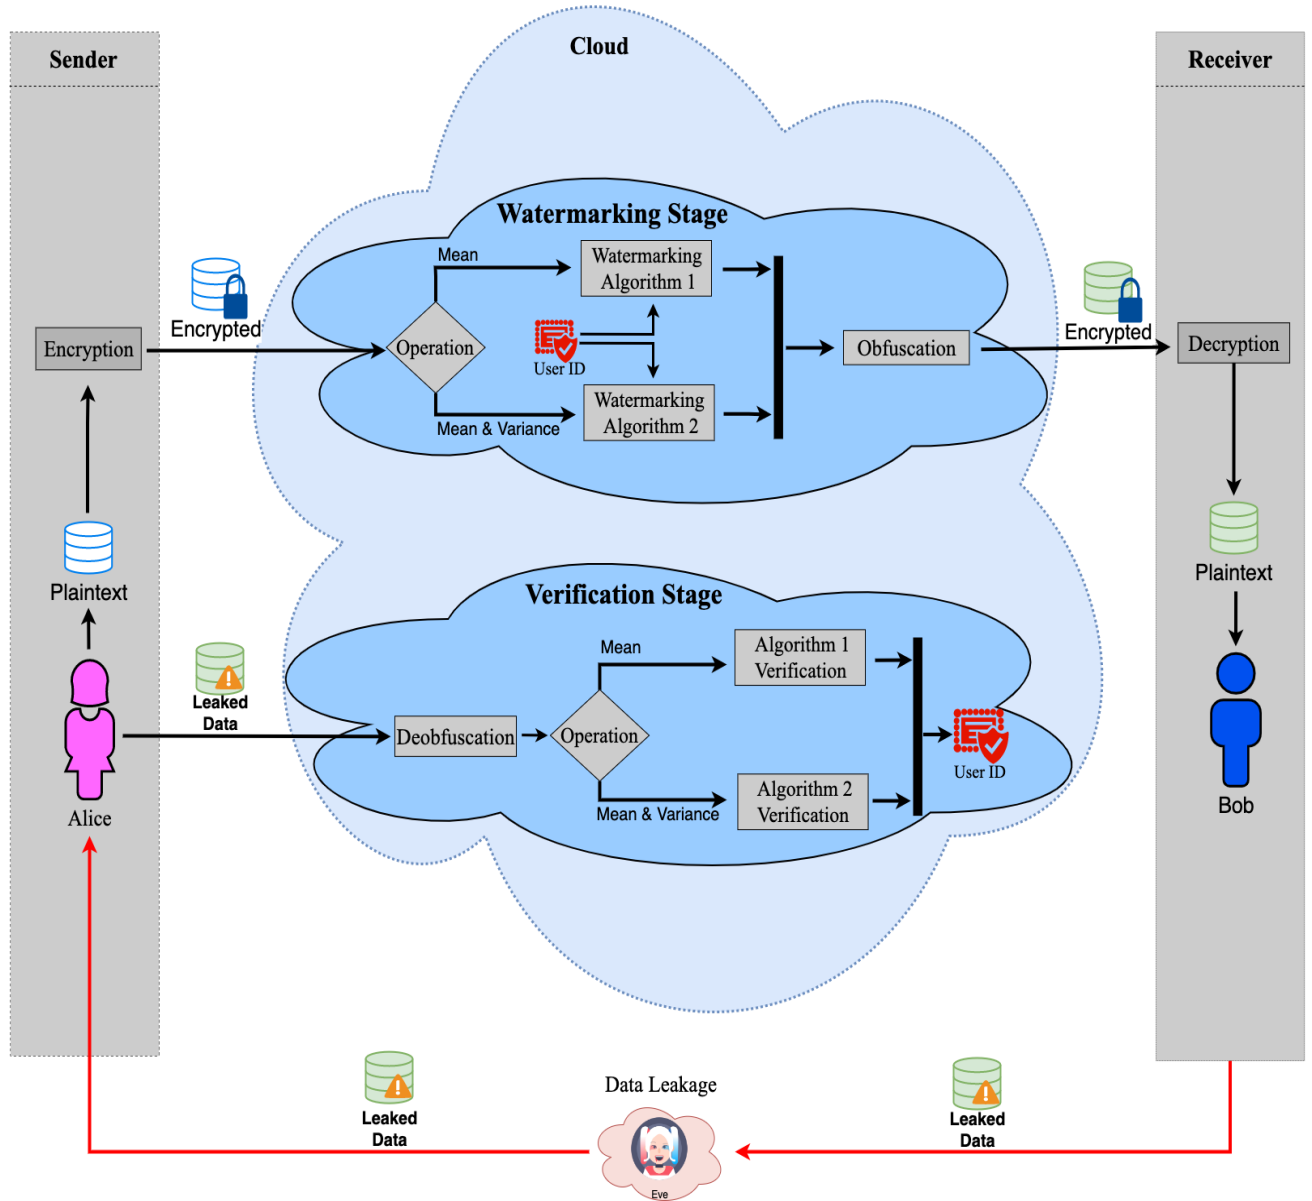 Sender
Cloud
Receiver
Watermarking Stage
Mean
Watermarking
Algorithm 1
Encrypted
Encryption
Operation
User ID
Obfuscation
Encrypted
Decryption
Mean & Variance
Watermarking
Algorithm 2
Plaintext
Plaintext
Verification Stage
Mean
Algorithm 1
Verification
Leaked
Data
Deobfuscation
Operation
User ID
Mean & Variance
Algorithm 2
Verification
Alice
Bob
Data Leakage
Leaked
Data
Leaked
Data
Eve